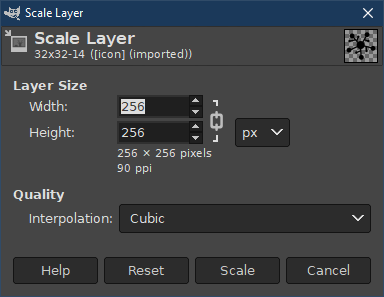 Scale Layer
Scale Layer
32x32-14 ([icon] (imported))
Layer Size
Width: 256
Height: 256 px
256 × 256 pixels
90 ppi
Quality
Interpolation: Cubic
Help Reset Scale Cancel